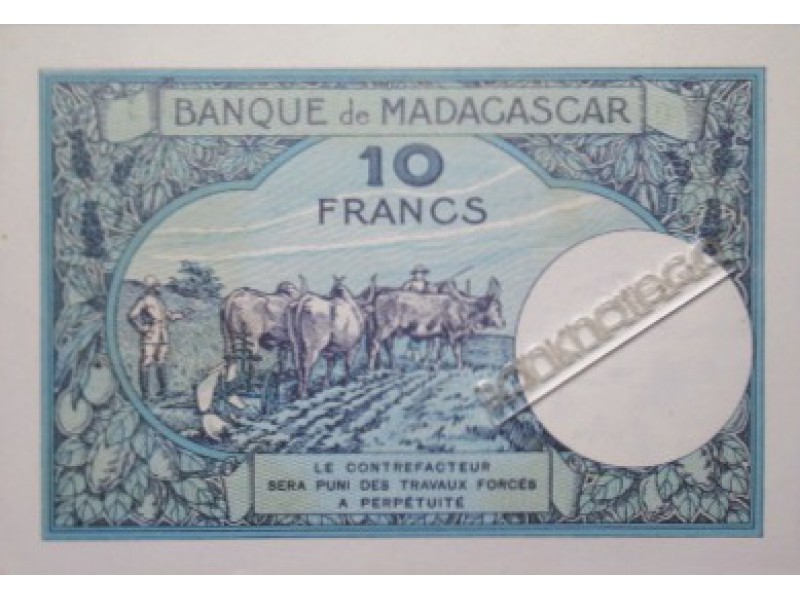 BANQUE de MADAGASCAR
10
FRANCS
LE CONTREFACTEUR
SERA PUNI DES TRAVAUX FORCÉS
A PERPÉTUITÉ